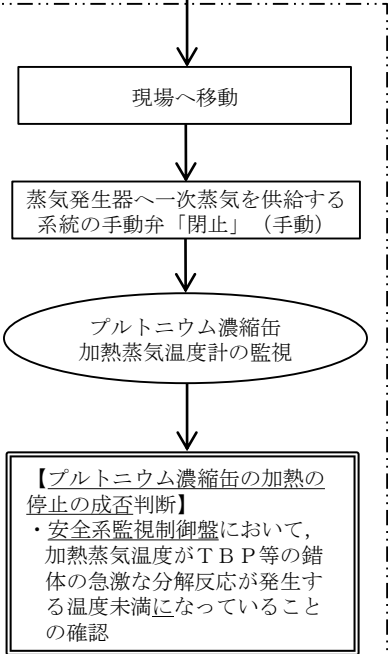 現場へ移動
蒸気発生器へ一次蒸気を供給する
系統の手動弁「閉止」（手動）
プルトニウム濃縮缶
加熱蒸気温度計の監視
【プルトニウム濃縮缶の加熱の
停止の成否判断】
・安全系監視制御盤において，
加熱蒸気温度がＴＢＰ等の錯
体の急激な分解反応が発生す
る温度未満になっていること
の確認